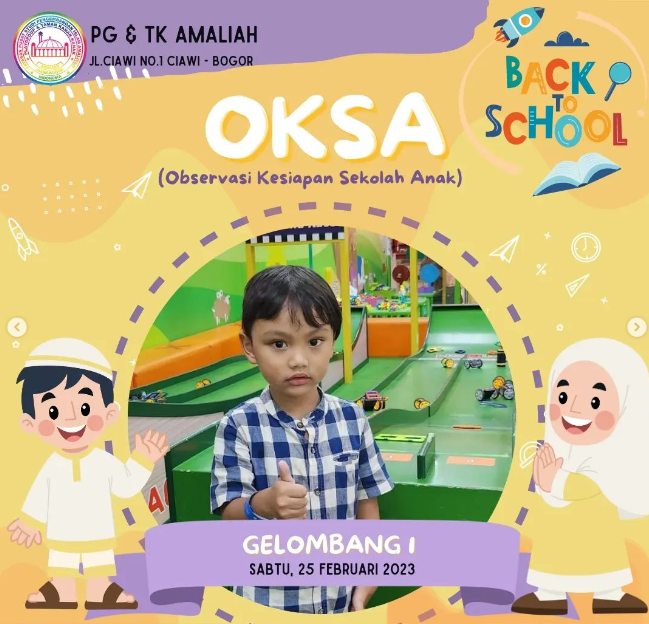 PG & TK AMALIAH
JL.CIAWI NO.1 CIAWI - BOGOR
BACK
TO
SCHOOL
OKSA
(Observasi Kesiapan Sekolah Anak)
GELOMBANG I
SABTU, 25 FEBRUARI 2023